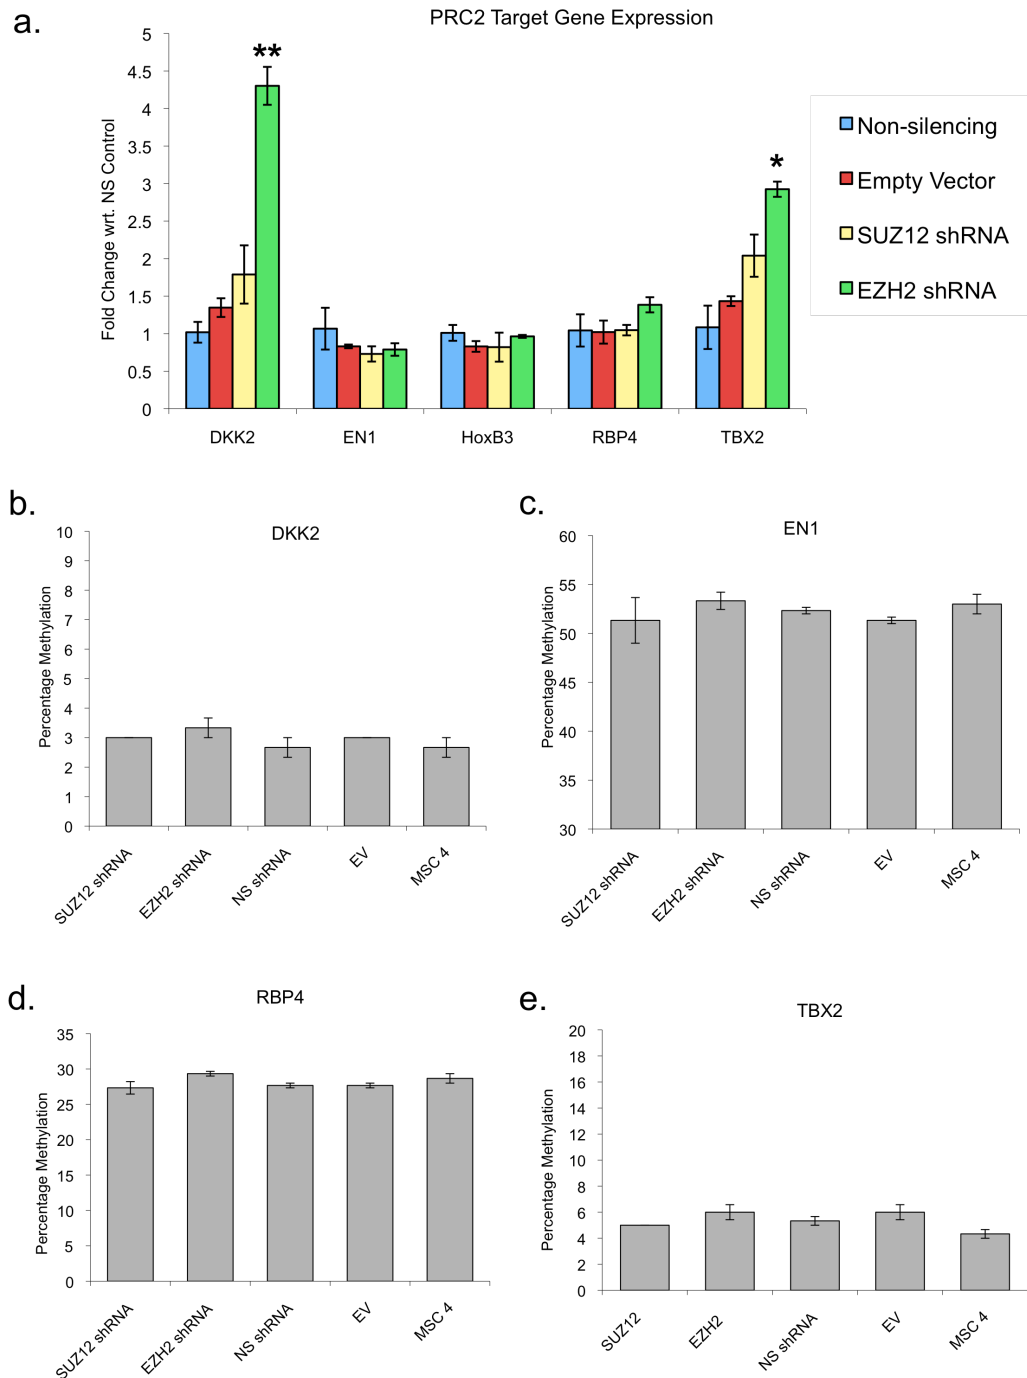 a.
PRC2 Target Gene Expression
Fold Change wrt. NS Control
5
4.5
4
3.5
3
2.5
2
1.5
1
0.5
0
**
*
DKK2
EN1
HoxB3
RBP4
TBX2
Non-silencing
Empty Vector
SUZ12 shRNA
EZH2 shRNA
b.
DKK2
Percentage Methylation
10
9
8
7
6
5
4
3
2
1
0
SUZ12 shRNA
EZH2 shRNA
NS shRNA
EV
MSC 4
c.
EN1
Percentage Methylation
60
55
50
45
40
35
30
SUZ12 shRNA
EZH2 shRNA
NS shRNA
EV
MSC 4
d.
RBP4
Percentage Methylation
35
30
25
20
15
10
5
0
SUZ12 shRNA
EZH2 shRNA
NS shRNA
EV
MSC 4
e.
TBX2
Percentage Methylation
20
18
16
14
12
10
8
6
4
2
0
SUZ12
EZH2
NS shRNA
EV
MSC 4